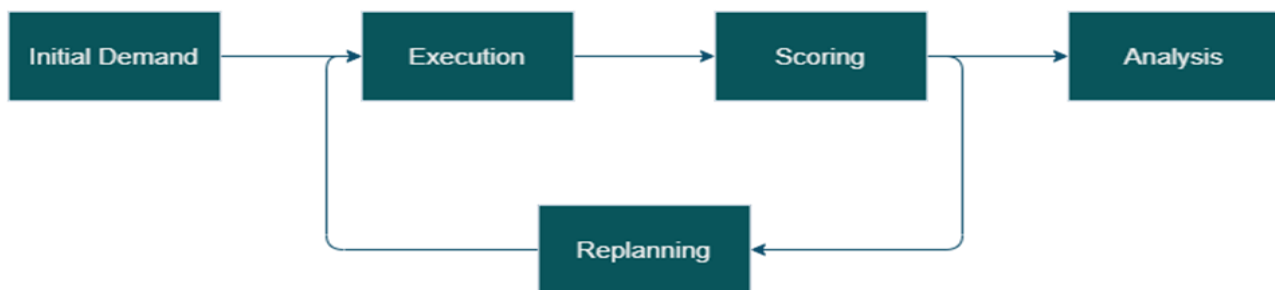 Initial Demand
Execution
Scoring
Analysis
Replanning